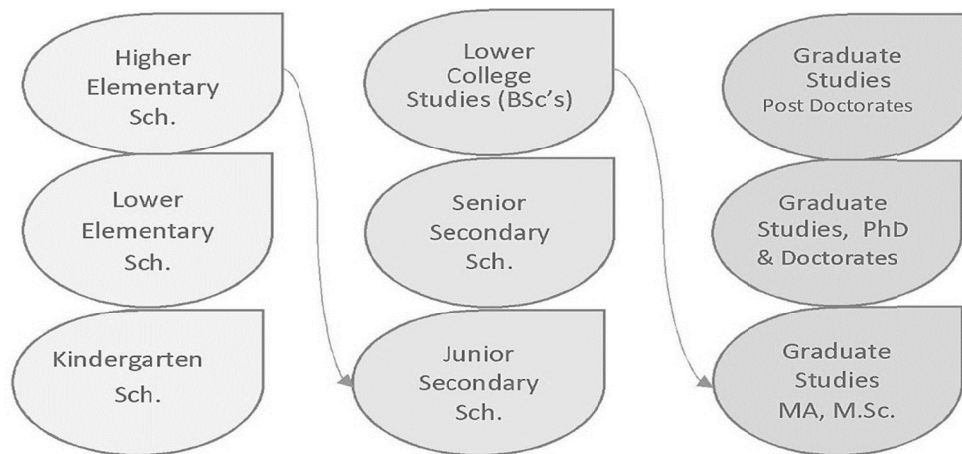 Higher
Elementary
Sch.
Lower
Elementary
Sch.
Kindergarten
Sch.
Lower
College
Studies (BSc's)
Senior
Secondary
Sch.
Junior
Secondary
Sch.
Graduate
Studies
Post Doctorates
Graduate
Studies, PhD
& Doctorates
Graduate
Studies
MA, M.Sc.